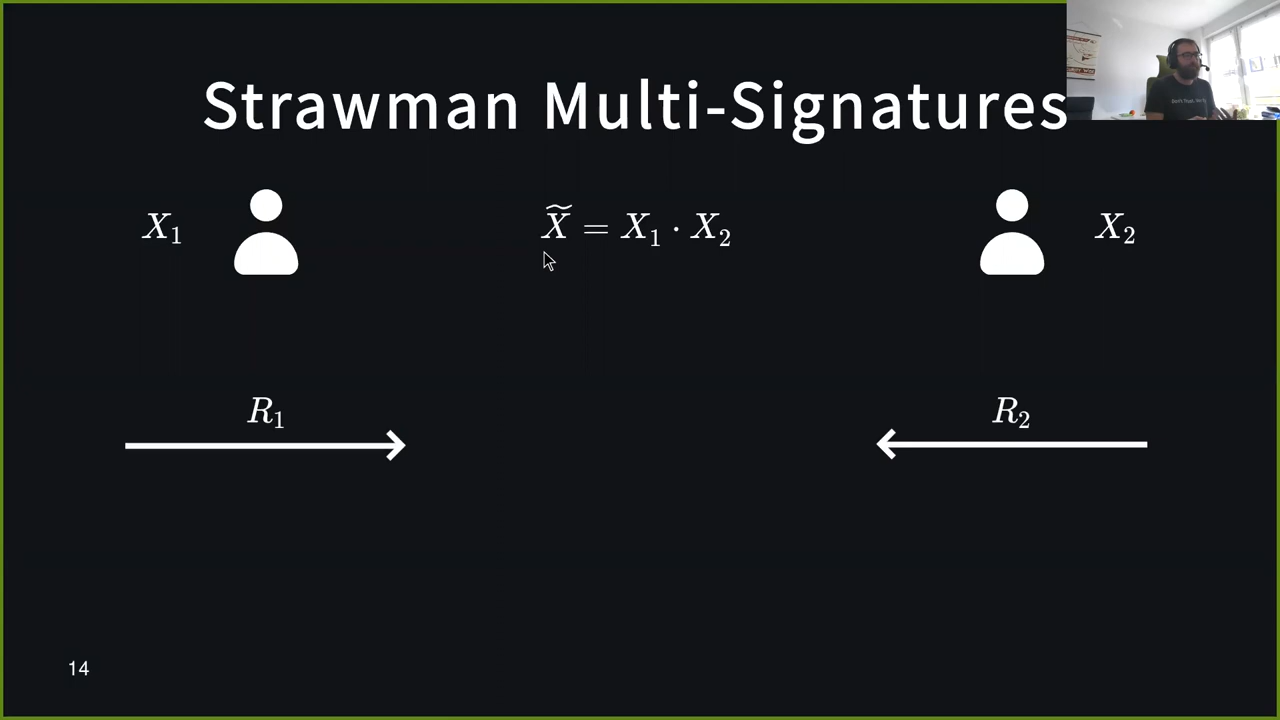 Strawman Multi-Signatures
X₁
X̃ = X₁ · X₂
X₂
R₁
R₂
14